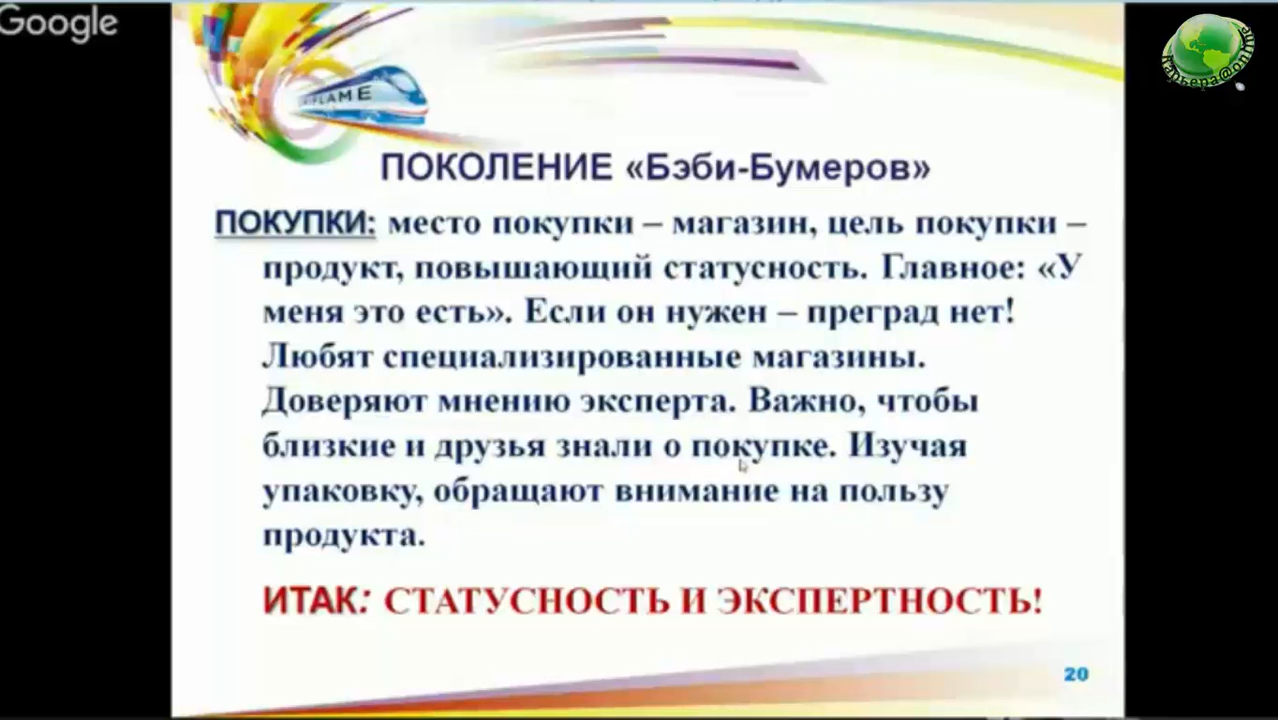 Google
карьера@online
ПОКОЛЕНИЕ «Бэби-Бумеров»
ПОКУПКИ: место покупки – магазин, цель покупки –
продукт, повышающий статусность. Главное: «У
меня это есть». Если он нужен – преград нет!
Любят специализированные магазины.
Доверяют мнению эксперта. Важно, чтобы
близкие и друзья знали о покупке. Изучая
упаковку, обращают внимание на пользу
продукта.
ИТАК: СТАТУСНОСТЬ И ЭКСПЕРТНОСТЬ!
20